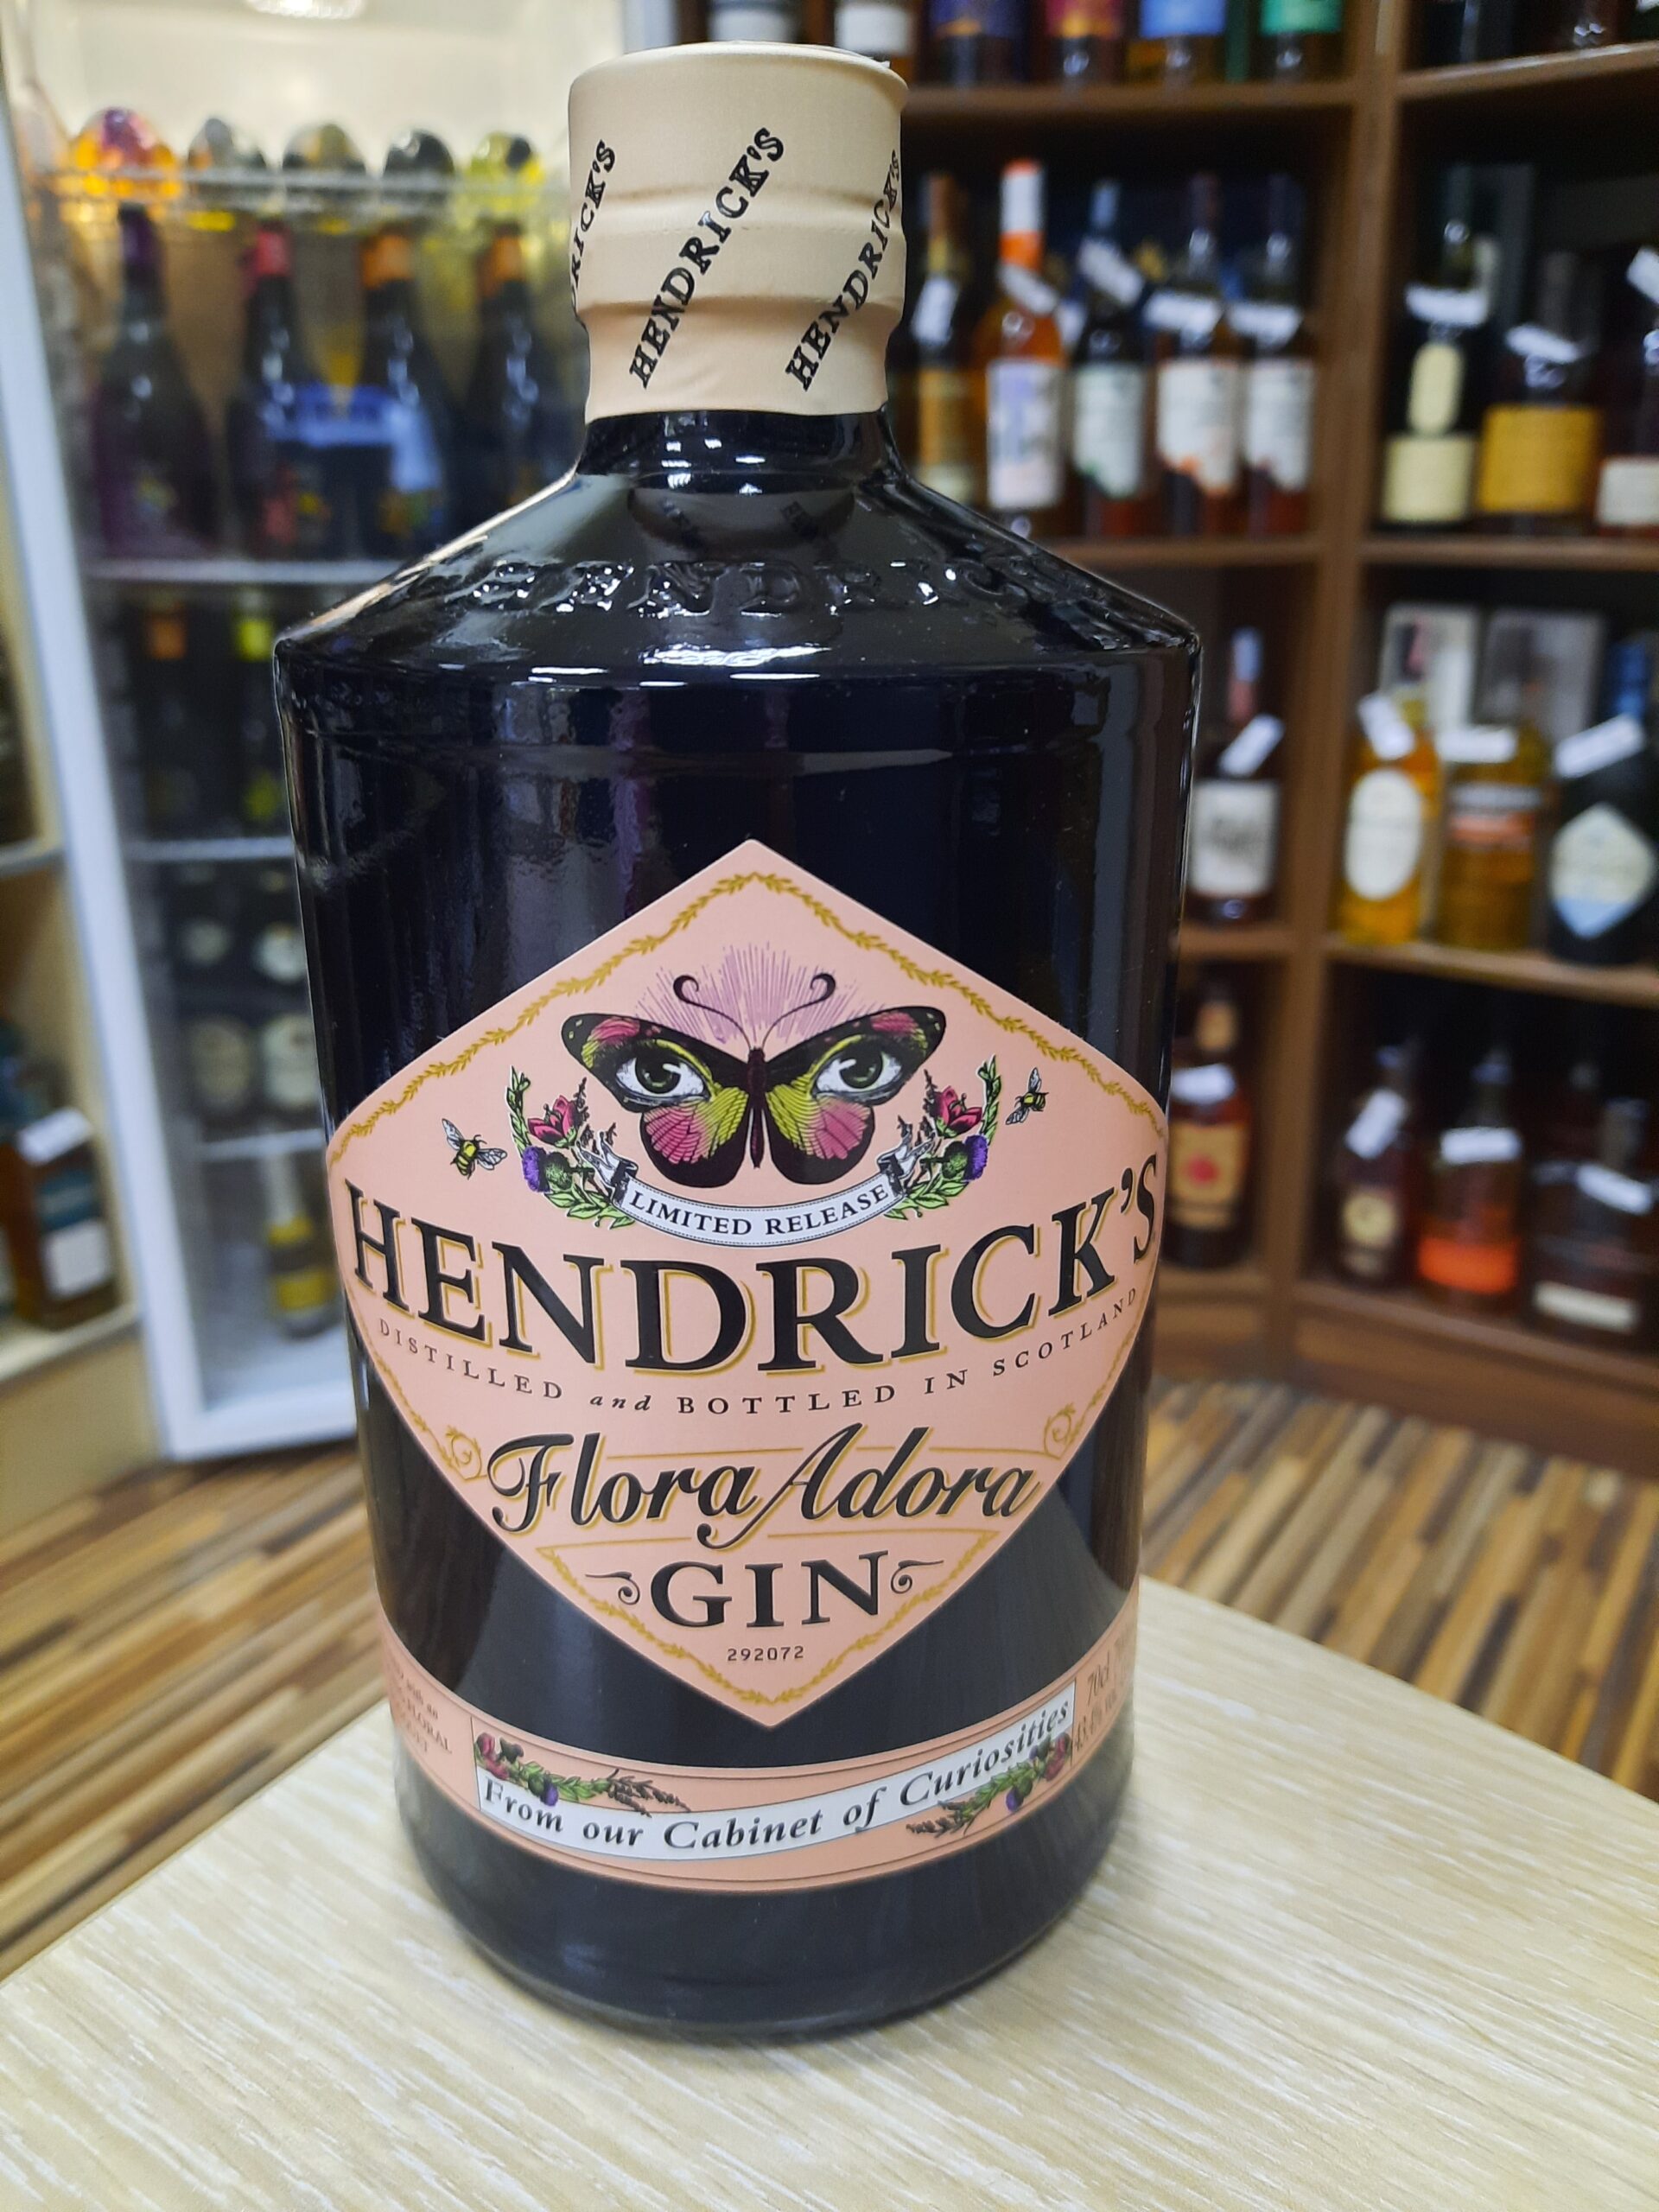 HENDRICK'S
HENDRICK'S
HENDRICK'S
LIMITED RELEASE
HENDRICK'S
DISTILLED and BOTTLED IN SCOTLAND
Flora Adora
GIN
292072
From our Cabinet of Curiosities
70cl